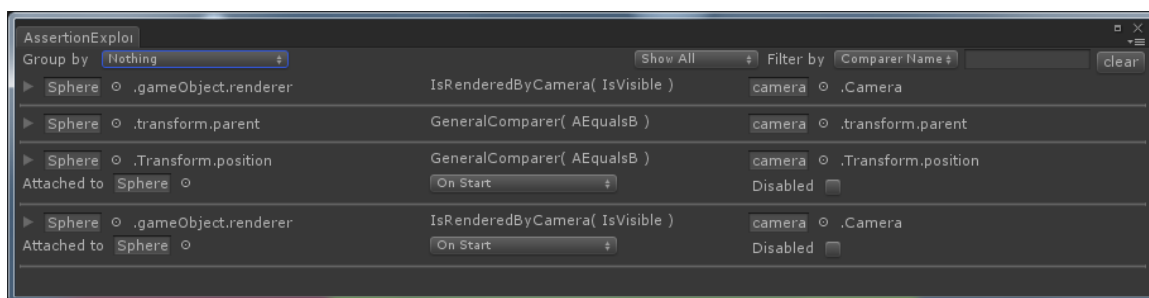 AssertionExploi
Group by Nothing Show All Filter by Comparer Name clear
Sphere .gameObject.renderer IsRenderedByCamera( IsVisible ) camera .Camera
Sphere .transform.parent GeneralComparer( AEqualsB ) camera .transform.parent
Sphere .Transform.position GeneralComparer( AEqualsB ) camera .Transform.position
Attached to Sphere On Start Disabled
Sphere .gameObject.renderer IsRenderedByCamera( IsVisible ) camera .Camera
Attached to Sphere On Start Disabled